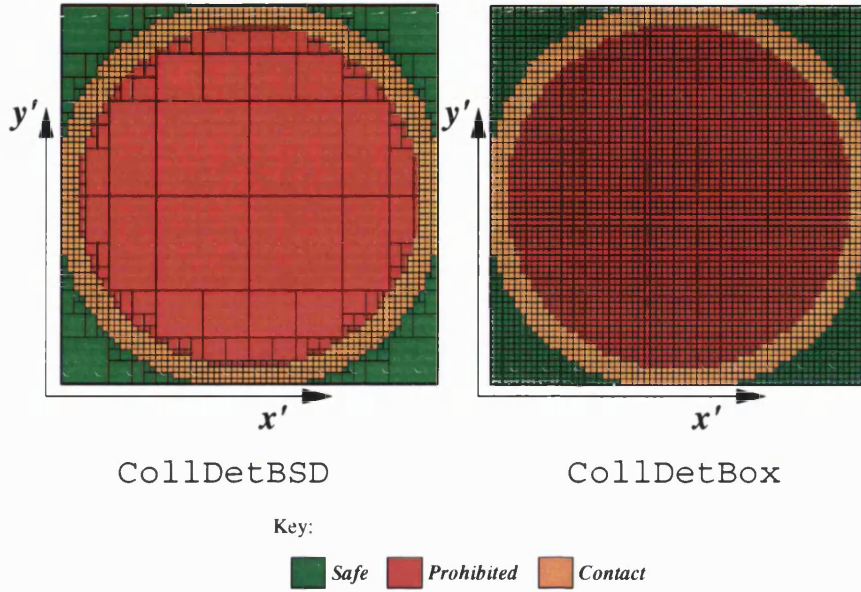 y'
y'
x'
x'
CollDetBSD
CollDetBox
Key:
Safe
Prohibited
Contact